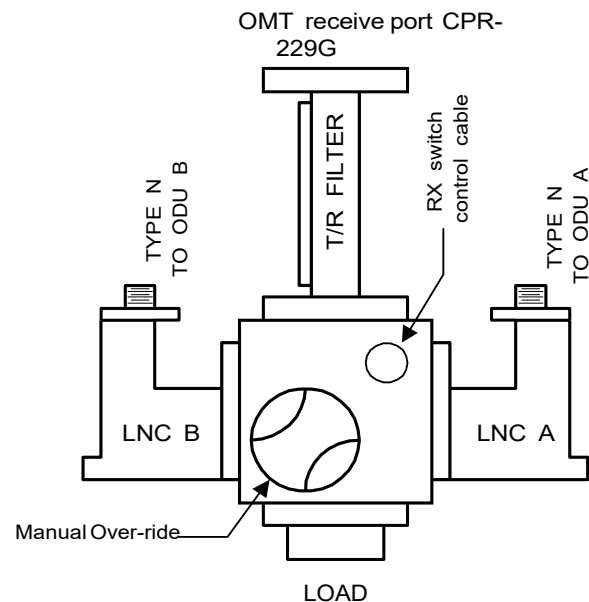 OMT receive port CPR-
229G
T/R FILTER
RX switch
control cable
TYPE N
TO ODU B
TYPE N
TO ODU A
LNC B
LNC A
Manual Over-ride
LOAD